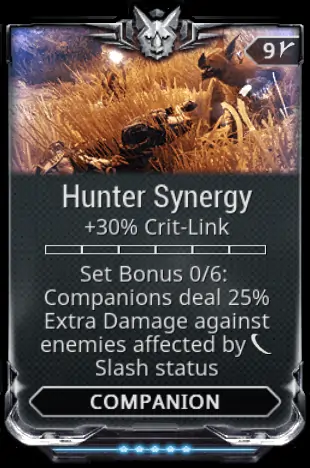 9
Hunter Synergy
+30% Crit-Link
Set Bonus 0/6:
Companions deal 25%
Extra Damage against
enemies affected by
Slash status
COMPANION